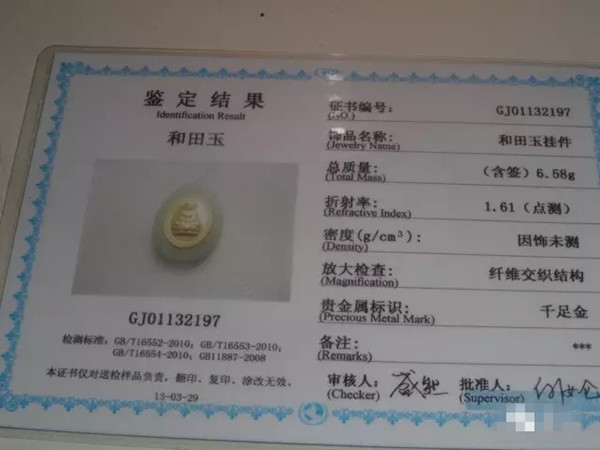 鉴定结果
Identification Result
和田玉
GJ01132197
检测标准: GB/T16552-2010; GB/T16553-2010;
GB/T16554-2010; GB11887-2008
本证书仅对送检样品负责,翻印、复印、涂改无效。
13-03-29
证书编号: GJ01132197
(NO.)
饰品名称: 和田玉挂件
(Jewelry Name)
总质量: (含签) 6.58g
(Total Mass)
折射率: 1.61 (点测)
(Refractive Index)
密度(g/cm³): 因饰未测
(Density)
放大检查: 纤维交织结构
(Magnification)
贵金属标识: 千足金
(Precious Metal Mark)
备注: ***
(Remarks)
审核人: 批准人:
(Checker) (Supervisor)